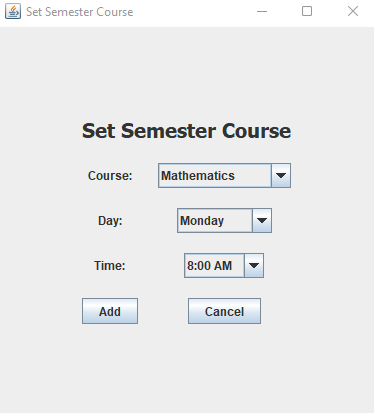 Set Semester Course
Set Semester Course
Course: Mathematics
Day: Monday
Time: 8:00 AM
Add Cancel